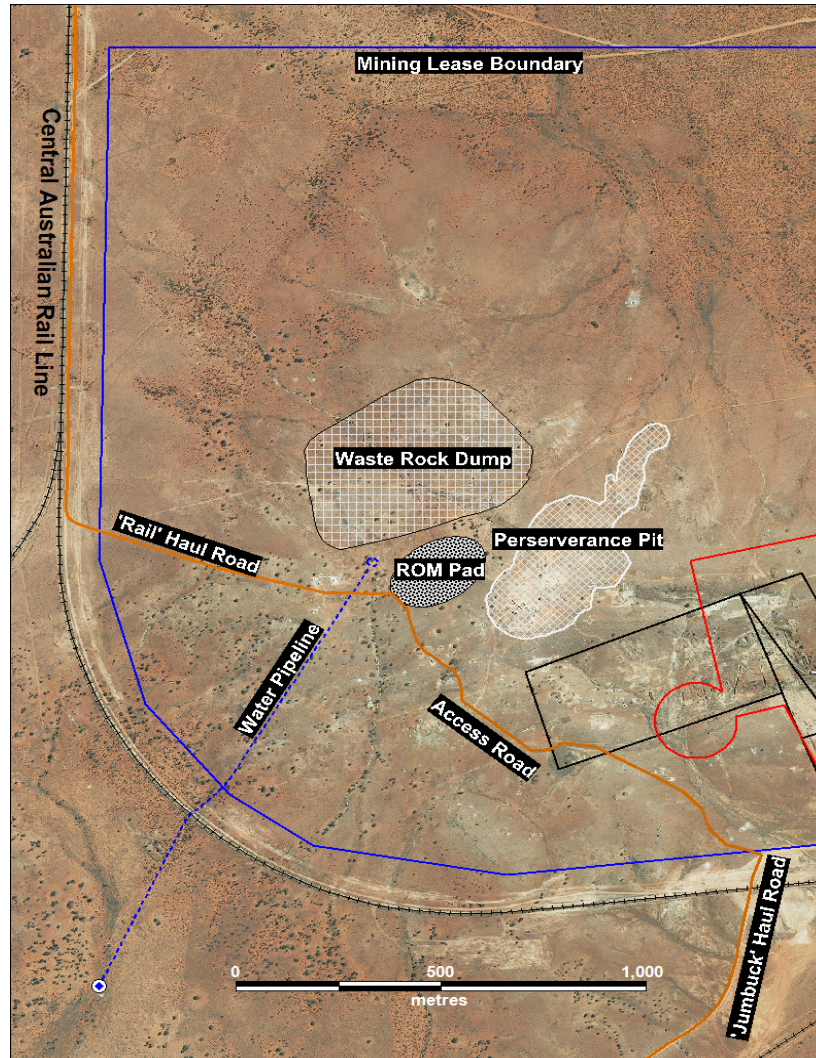 Mining Lease Boundary
Central Australian Rail Line
Waste Rock Dump
'Rail' Haul Road
Perserverance Pit
ROM Pad
Water Pipeline
Access Road
'Jumbuck' Haul Road
0 500 1,000
metres